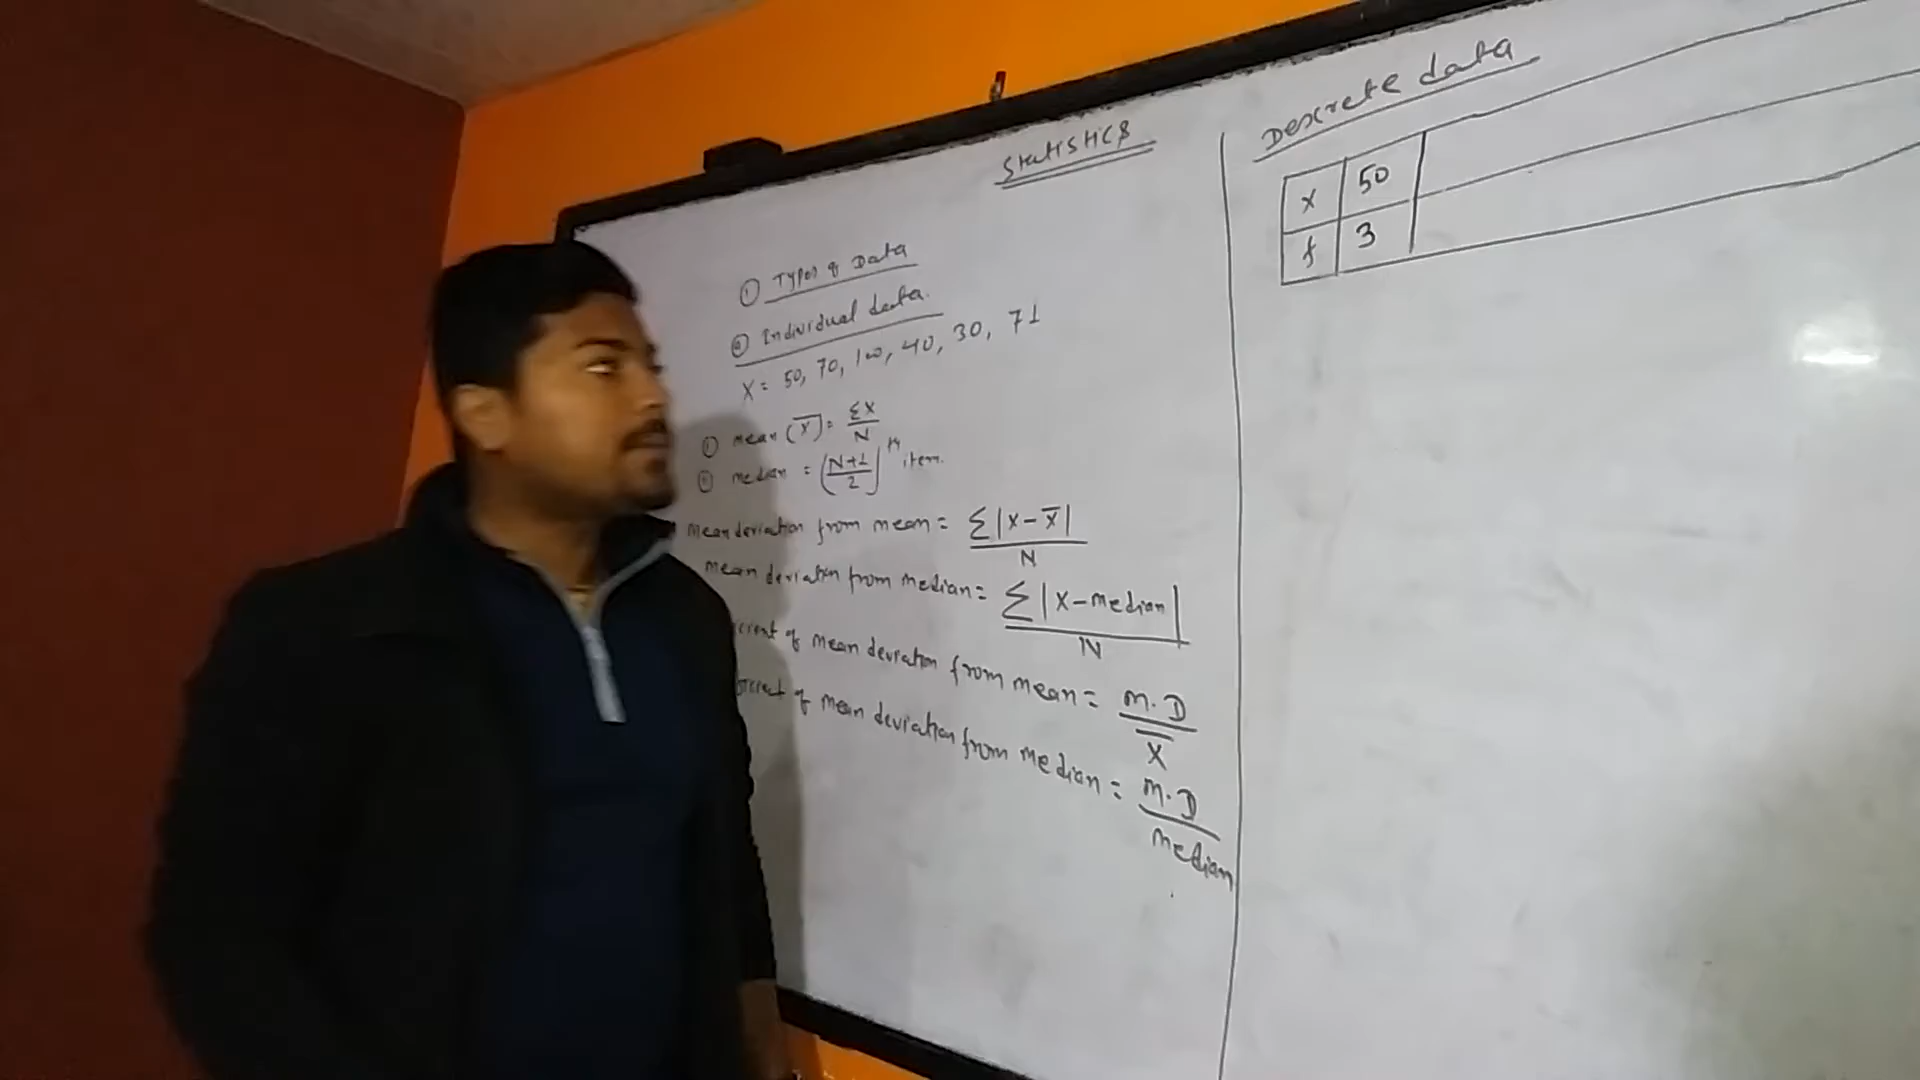 Statistics
① Types of Data
ⓐ Individual data.
X = 50, 70, 100, 40, 30, 71
① mean (X̅) = ΣX/N
② median = (N+1/2)th item.
mean deviation from mean = Σ|X-X̅|/N
mean deviation from median = Σ|X-median|/N
of mean deviation from mean = M.D/X̅
of mean deviation from median = M.D/median
Descrete data
X 50
f 3